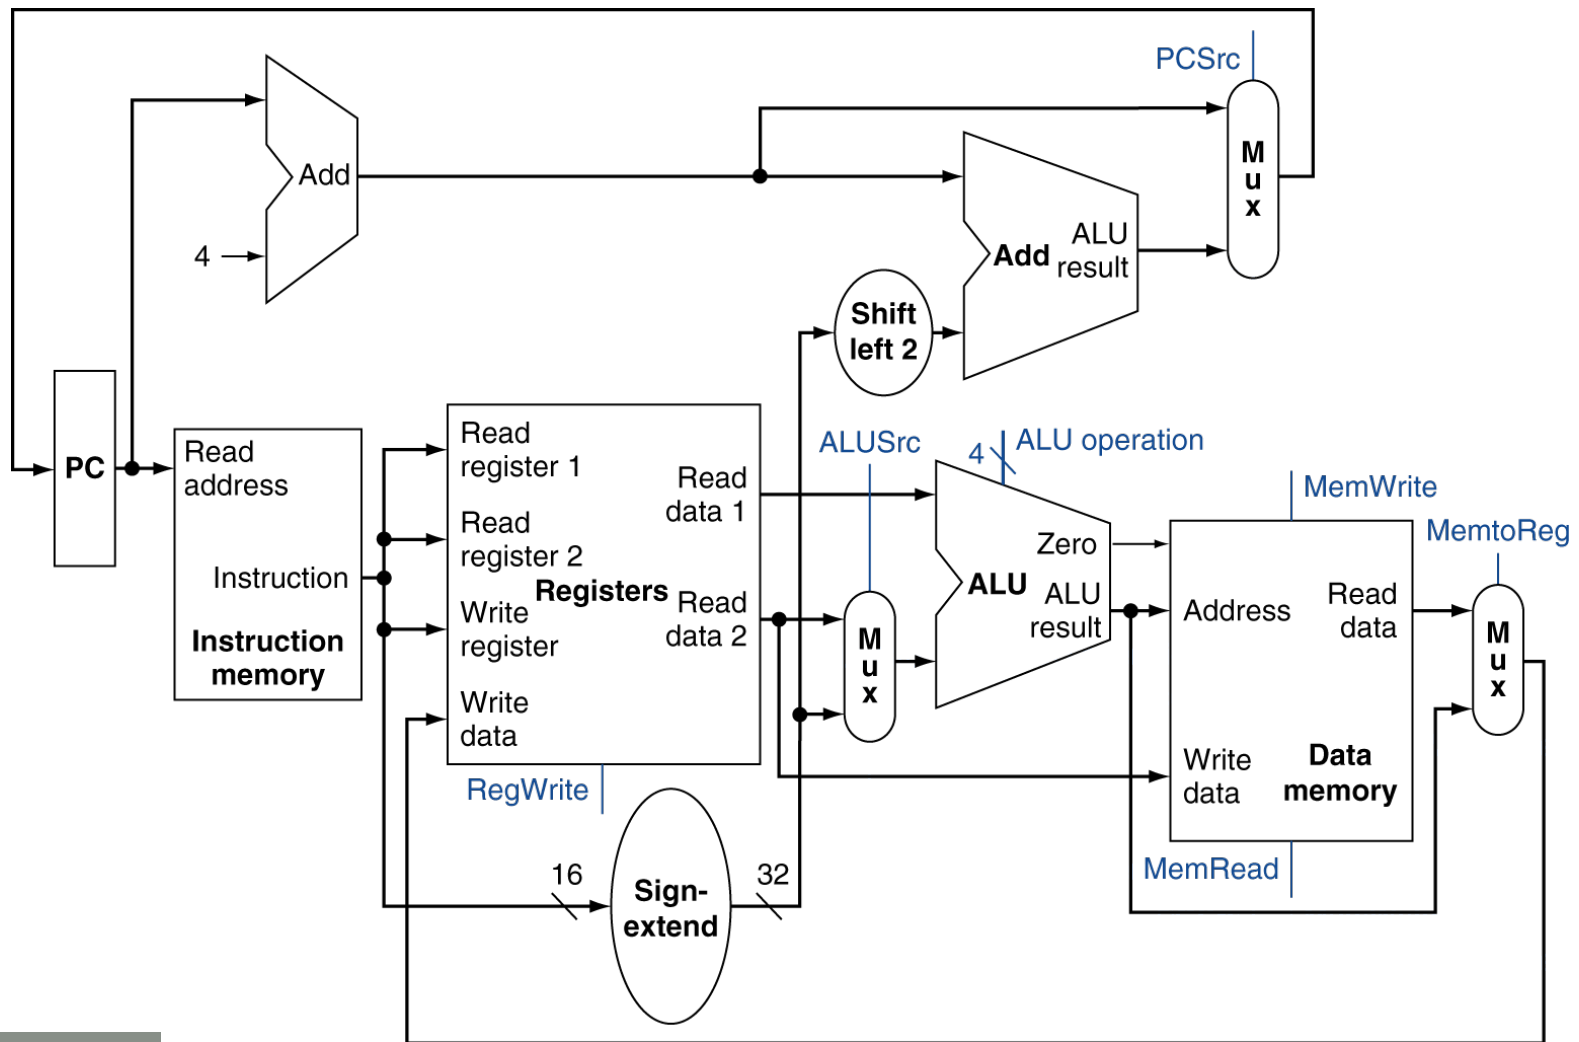 PCSrc
M
u
x
Add
4
Add
ALU
result
Shift
left 2
PC
Read
address
Instruction
Instruction
memory
Read
register 1
Read
register 2
Write
register
Write
data
Registers
Read
data 1
Read
data 2
RegWrite
ALUSrc
M
u
x
4
ALU operation
Zero
ALU
ALU
result
MemWrite
Address
Read
data
Write
data
Data
memory
MemRead
MemtoReg
M
u
x
16
Sign-
extend
32